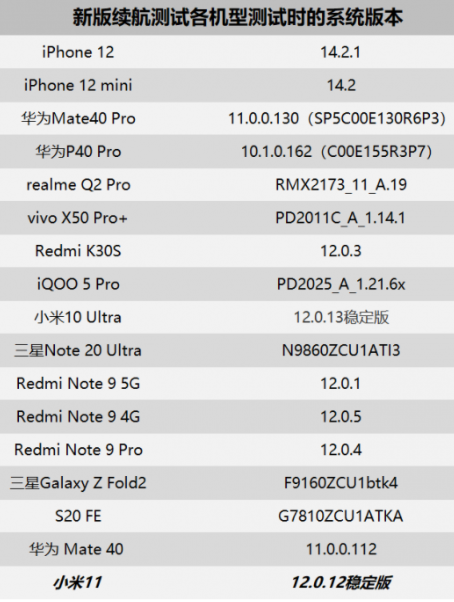 新版续航测试各机型测试时的系统版本
iPhone 12 14.2.1
iPhone 12 mini 14.2
华为Mate40 Pro 11.0.0.130（SP5C00E130R6P3）
华为P40 Pro 10.1.0.162（C00E155R3P7）
realme Q2 Pro RMX2173_11_A.19
vivo X50 Pro+ PD2011C_A_1.14.1
Redmi K30S 12.0.3
iQOO 5 Pro PD2025_A_1.21.6x
小米10 Ultra 12.0.13稳定版
三星Note 20 Ultra N9860ZCU1ATI3
Redmi Note 9 5G 12.0.1
Redmi Note 9 4G 12.0.5
Redmi Note 9 Pro 12.0.4
三星Galaxy Z Fold2 F9160ZCU1btk4
S20 FE G7810ZCU1ATKA
华为 Mate 40 11.0.0.112
小米11 12.0.12稳定版